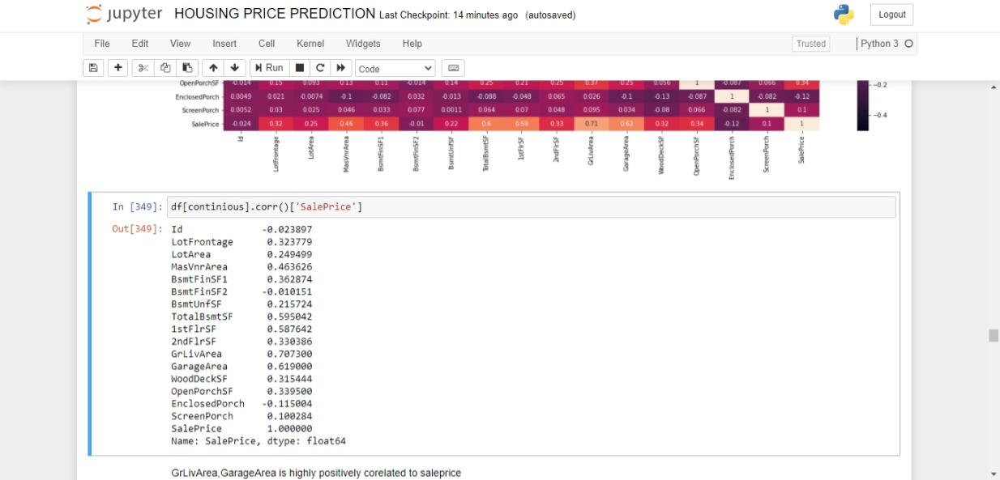 jupyter HOUSING PRICE PREDICTION Last Checkpoint: 14 minutes ago (autosaved) Logout
File Edit View Insert Cell Kernel Widgets Help Trusted Python 3
Run Code
OpenPorchSF -0.014 0.15 0.093 0.13 0.11 -0.014 0.14 0.25 0.21 0.25 0.37 0.25 0.056 1 -0.087 0.066 0.34 -0.2
EnclosedPorch 0.0049 0.021 -0.0074 -0.1 -0.082 0.032 -0.013 -0.088 -0.048 0.065 0.026 -0.1 -0.13 -0.087 1 -0.082 -0.12
ScreenPorch 0.0052 0.03 0.025 0.046 0.033 0.077 0.0011 0.064 0.07 0.048 0.095 0.034 -0.08 0.066 -0.082 1 0.1 -0.4
SalePrice -0.024 0.32 0.25 0.46 0.36 -0.01 0.22 0.6 0.59 0.33 0.71 0.62 0.32 0.34 -0.12 0.1 1
Id LotFrontage LotArea MasVnrArea BsmtFinSF1 BsmtFinSF2 BsmtUnfSF TotalBsmtSF 1stFlrSF 2ndFlrSF GrLivArea GarageArea WoodDeckSF OpenPorchSF EnclosedPorch ScreenPorch SalePrice
In [349]: df[continious].corr()['SalePrice']
Out[349]: Id -0.023897
LotFrontage 0.323779
LotArea 0.249499
MasVnrArea 0.463626
BsmtFinSF1 0.362874
BsmtFinSF2 -0.010151
BsmtUnfSF 0.215724
TotalBsmtSF 0.595042
1stFlrSF 0.587642
2ndFlrSF 0.330386
GrLivArea 0.707300
GarageArea 0.619000
WoodDeckSF 0.315444
OpenPorchSF 0.339500
EnclosedPorch -0.115004
ScreenPorch 0.100284
SalePrice 1.000000
Name: SalePrice, dtype: float64
GrLivArea,GarageArea is highly positively corelated to saleprice